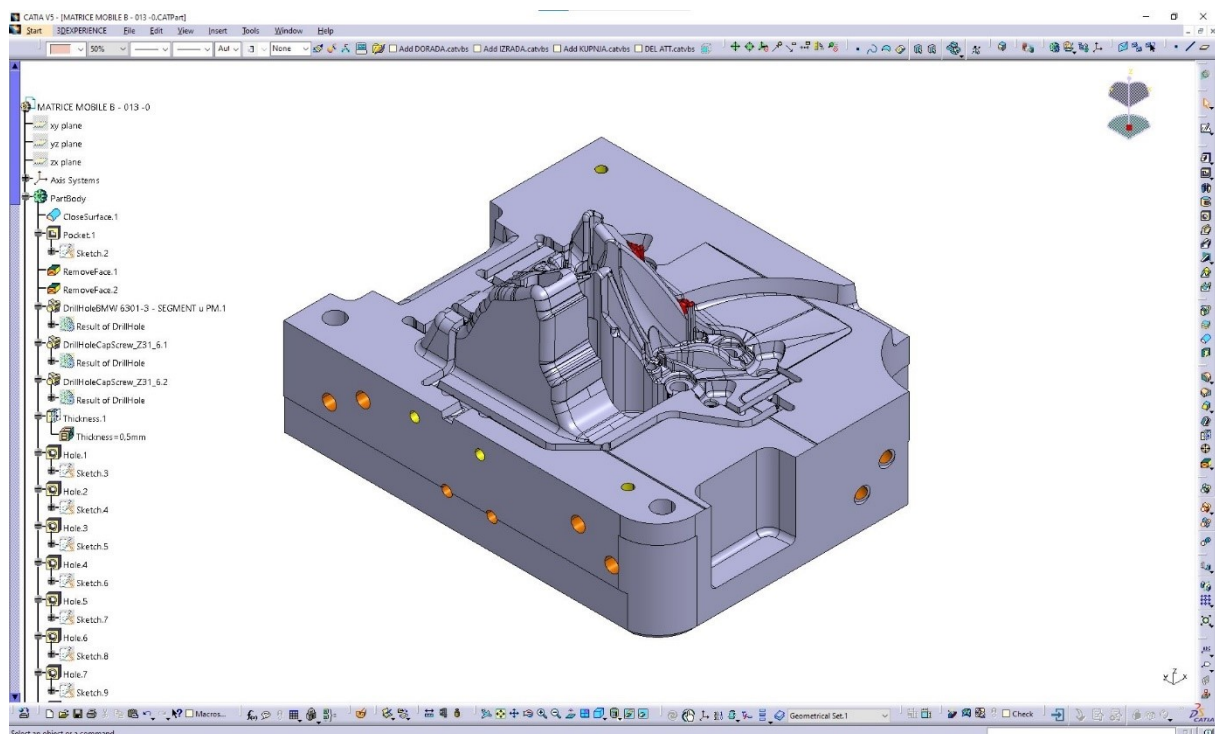 CATIA V5 - [MATRICE MOBILE B - 013 -0.CATPart]
Start 3DEXPERIENCE File Edit View Insert Tools Window Help
50% Aut None Add DORADA.catvbs Add IZRADA.catvbs Add KUPNJA.catvbs DEL ATT.catvbs
MATRICE MOBILE B - 013 -0
xy plane
yz plane
zx plane
Axis Systems
PartBody
CloseSurface.1
Pocket.1
Sketch.2
RemoveFace.1
RemoveFace.2
DrillHoleBMW 6301-3 - SEGMENT u PM.1
Result of DrillHole
DrillHoleCapScrew_Z31_6.1
Result of DrillHole
DrillHoleCapScrew_Z31_6.2
Result of DrillHole
Thickness.1
Thickness=0,5mm
Hole.1
Sketch.3
Hole.2
Sketch.4
Hole.3
Sketch.5
Hole.4
Sketch.6
Hole.5
Sketch.7
Hole.6
Sketch.8
Hole.7
Sketch.9
z
x
Macros... Geometrical Set.1 Check
CATIA
Select an object or a command